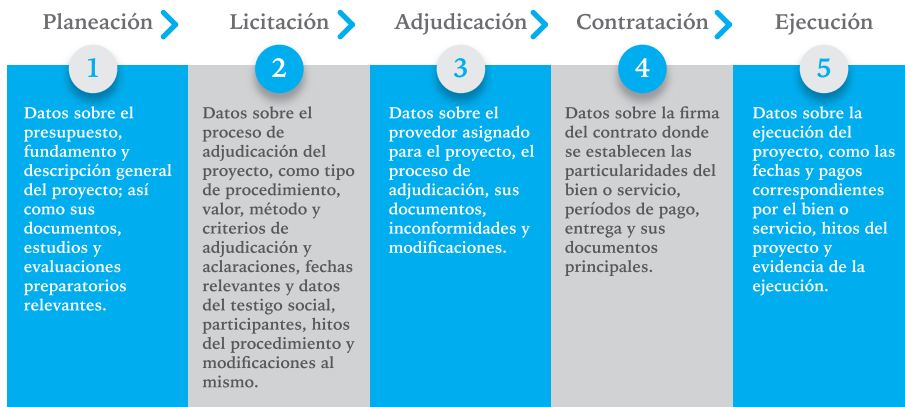 Planeación
Licitación
Adjudicación
Contratación
Ejecución
1
2
3
4
5
Datos sobre el
presupuesto,
fundamento y
descripción general
del proyecto; así
como sus
documentos,
estudios y
evaluaciones
preparatorios
relevantes.
Datos sobre el
proceso de
adjudicación del
proyecto, como tipo
de procedimiento,
valor, método y
criterios de
adjudicación y
aclaraciones, fechas
relevantes y datos
del testigo social,
participantes, hitos
del procedimiento y
modificaciones al
mismo.
Datos sobre el
provedor asignado
para el proyecto, el
proceso de
adjudicación, sus
documentos,
inconformidades y
modificaciones.
Datos sobre la firma
del contrato donde
se establecen las
particularidades del
bien o servicio,
períodos de pago,
entrega y sus
documentos
principales.
Datos sobre la
ejecución del
proyecto, como las
fechas y pagos
correspondientes
por el bien o
servicio, hitos del
proyecto y
evidencia de la
ejecución.